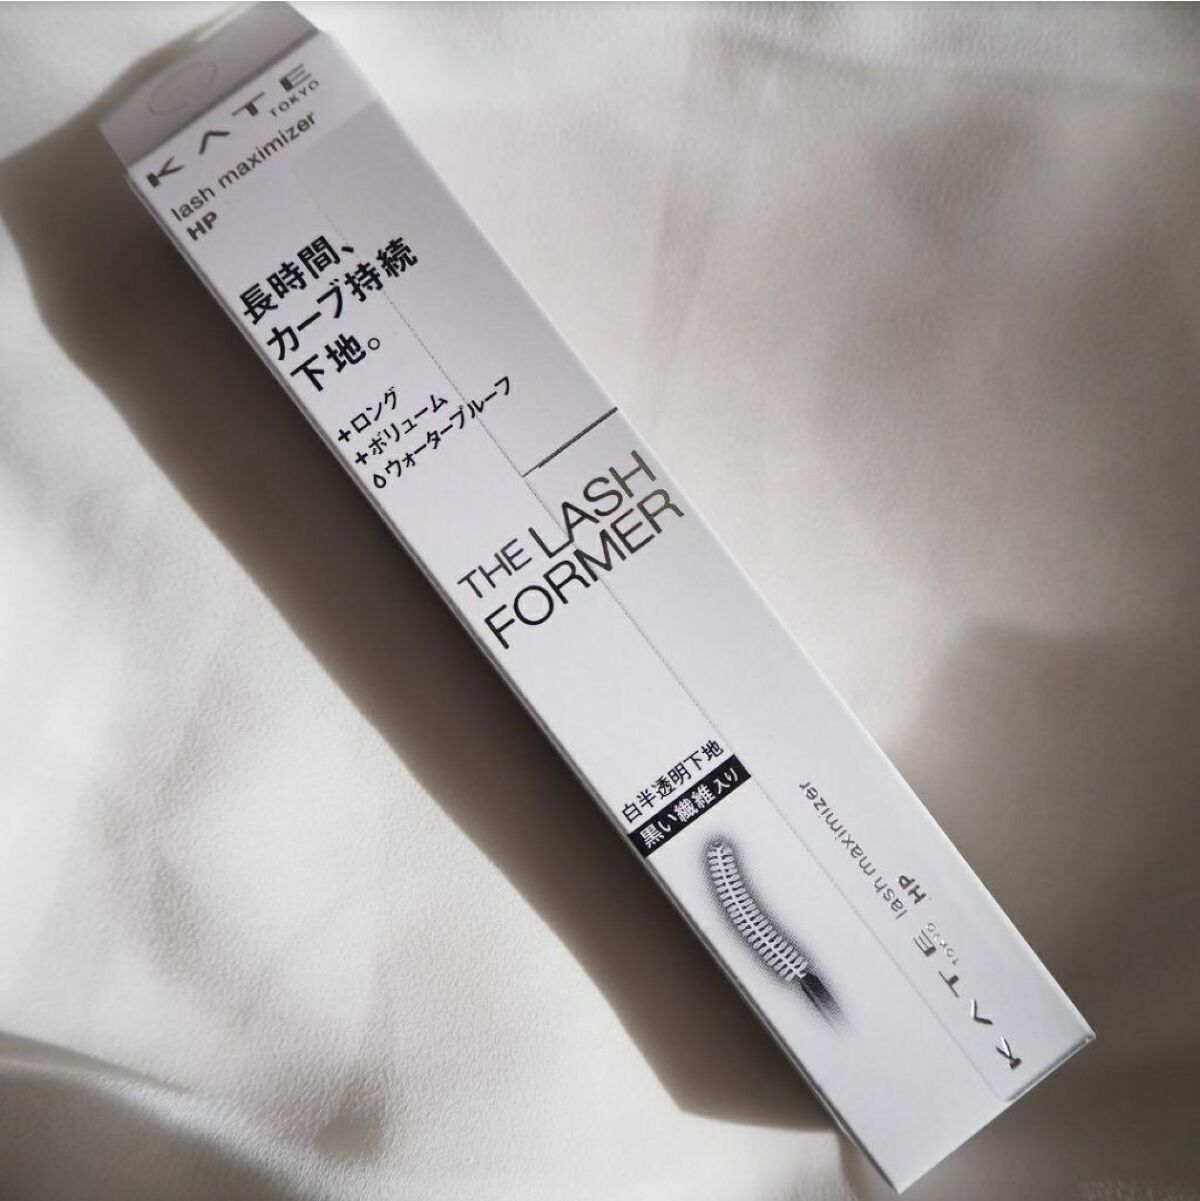 KATE
TOKYO
lash maximizer
HP
長時間、
カーブ持続
下地。
+ロング
+ボリューム
ウォータープルーフ
THE LASH
FORMER
白半透明下地
黒い繊維入り
KATE
TOKYO
lash maximizer
HP